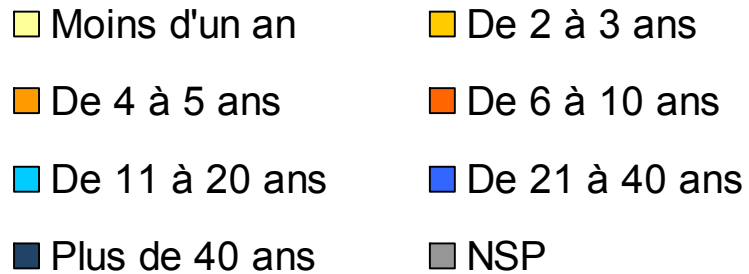 Moins d'un an
De 2 à 3 ans
De 4 à 5 ans
De 6 à 10 ans
De 11 à 20 ans
De 21 à 40 ans
Plus de 40 ans
NSP